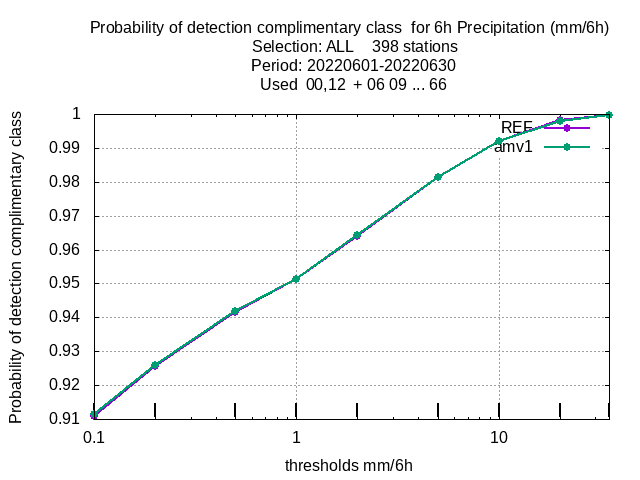 Probability of detection complimentary class  for 6h Precipitation (mm/6h)
Selection: ALL    398 stations
Period: 20220601-20220630
Used  00,12  + 06 09 ... 66
Probability of detection complimentary class
1
0.99
0.98
0.97
0.96
0.95
0.94
0.93
0.92
0.91
REF
amv1
0.1 1 10
thresholds mm/6h